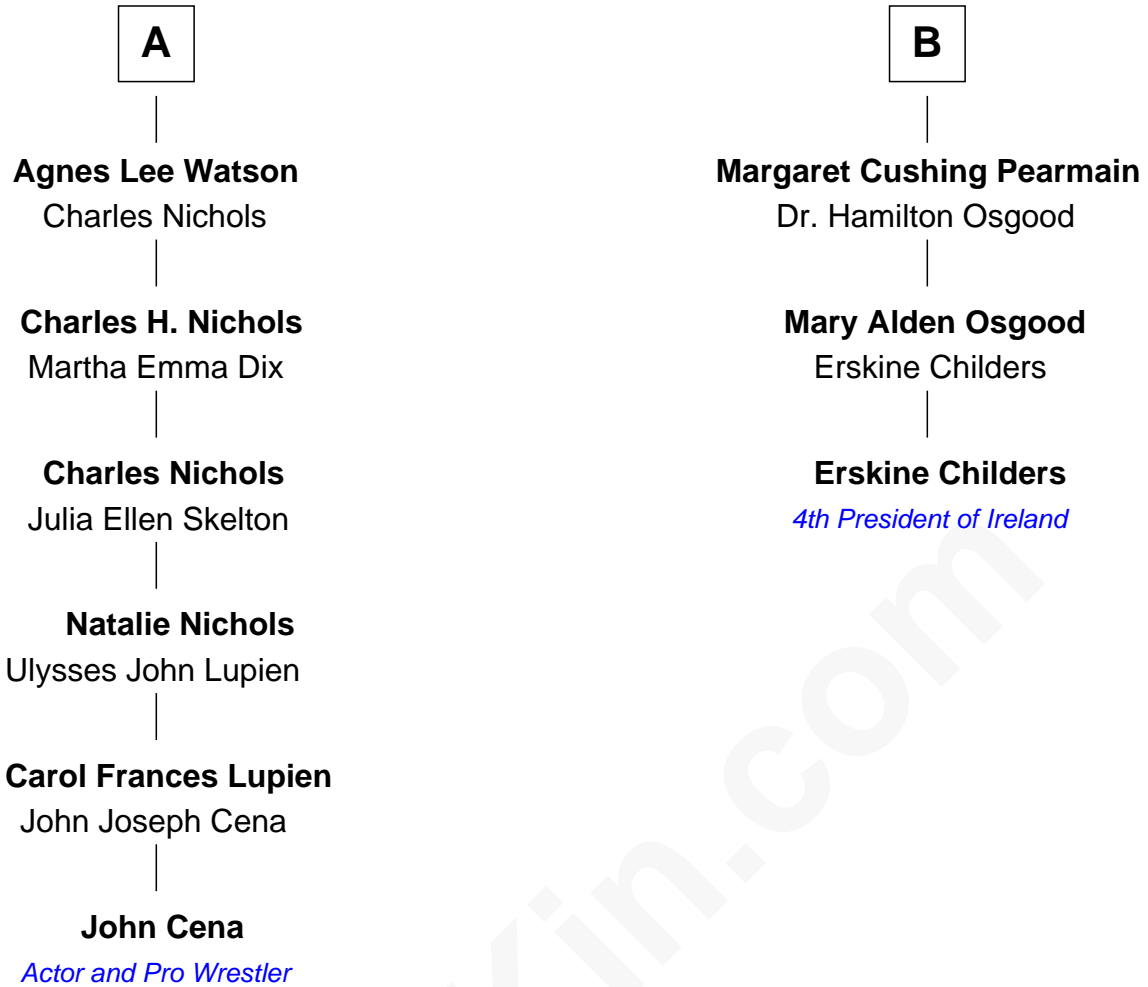 A
Agnes Lee Watson
Charles Nichols
Charles H. Nichols
Martha Emma Dix
Charles Nichols
Julia Ellen Skelton
Natalie Nichols
Ulysses John Lupien
Carol Frances Lupien
John Joseph Cena
John Cena
Actor and Pro Wrestler
B
Margaret Cushing Pearmain
Dr. Hamilton Osgood
Mary Alden Osgood
Erskine Childers
Erskine Childers
4th President of Ireland
Kin.com